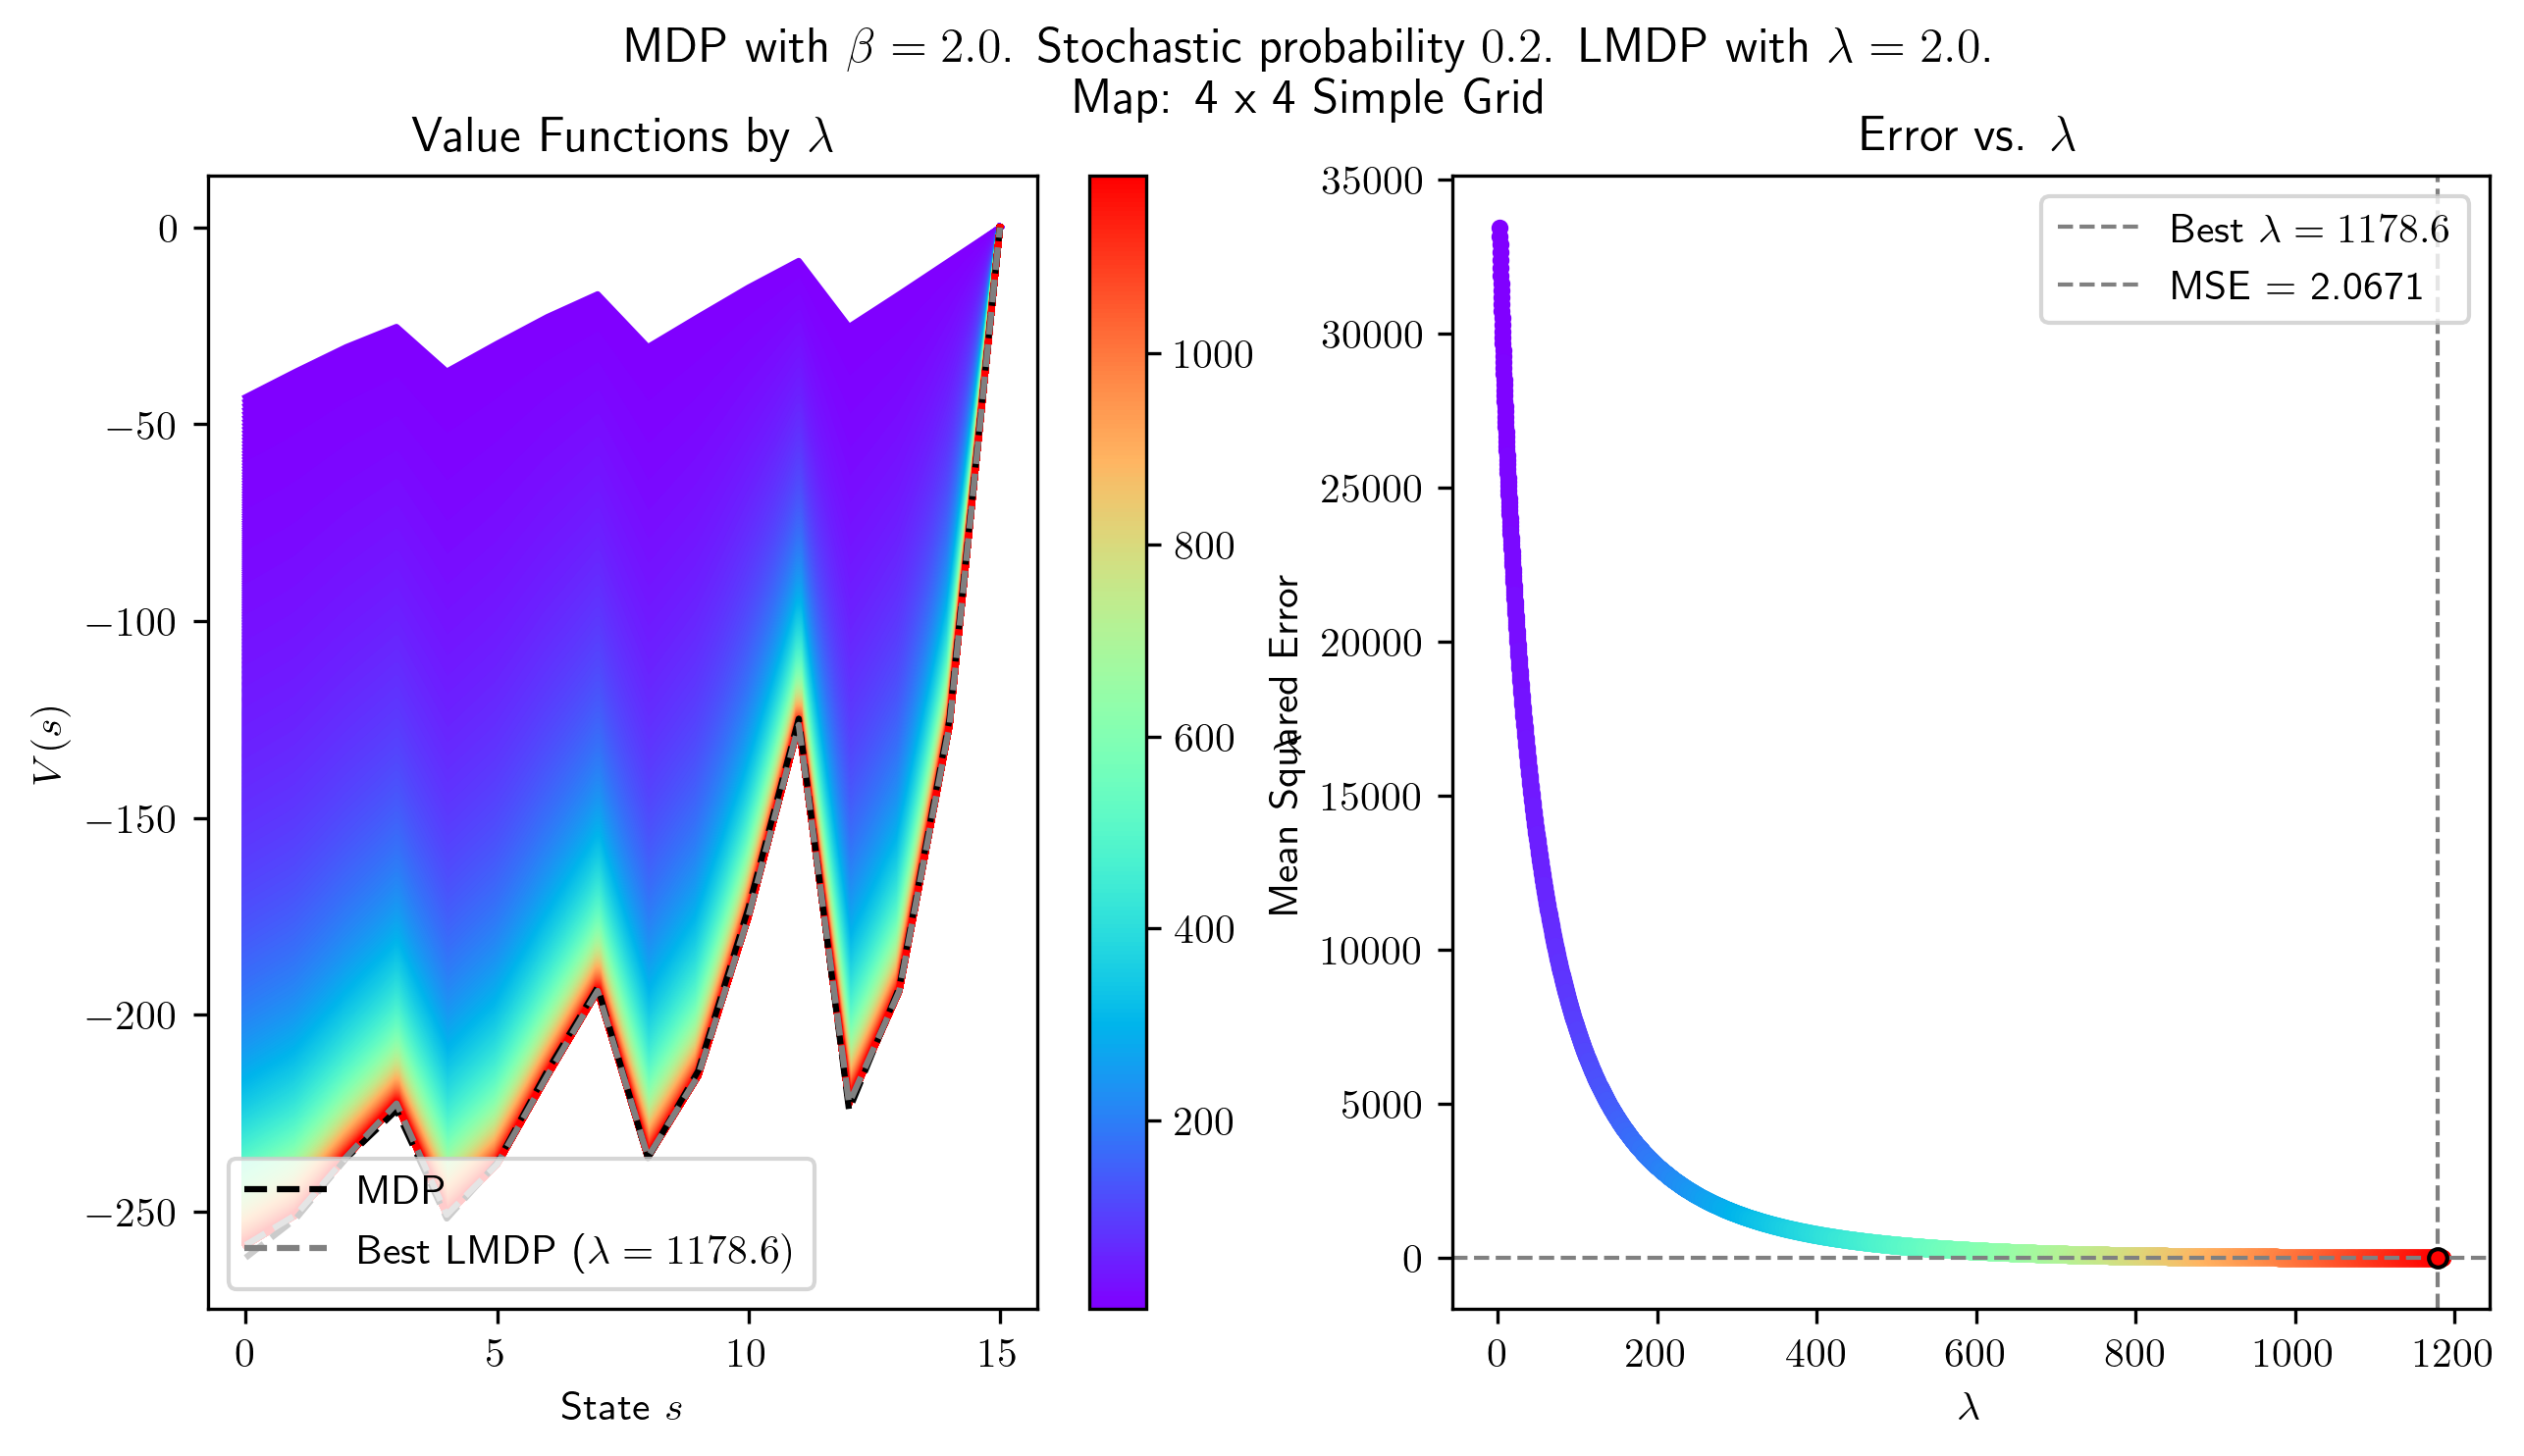 MDP with β = 2.0. Stochastic probability 0.2. LMDP with λ = 2.0.
Map: 4 x 4 Simple Grid
Value Functions by λ
V(s)
0
−50
−100
−150
−200
−250
MDP
Best LMDP (λ = 1178.6)
0 5 10 15
State s
1000
800
600
400
200
λ
Error vs. λ
Mean Squared Error
35000
30000
25000
20000
15000
10000
5000
0
Best λ = 1178.6
MSE = 2.0671
0 200 400 600 800 1000 1200
λ